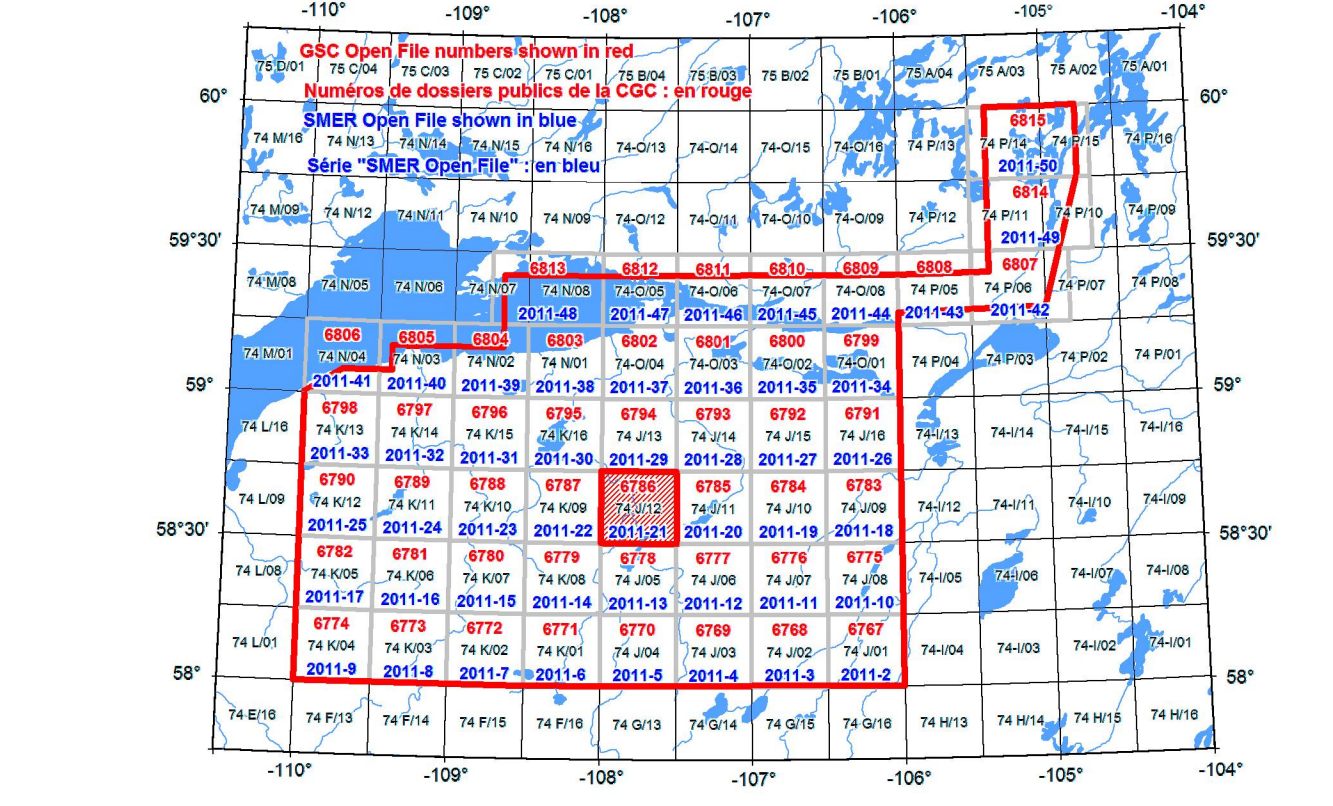 -110° -109° -108° -107° -106° -105° -104°
GSC Open File numbers shown in red
75 D/01 75 C/04 75 C/03 75 C/02 75 C/01 75 B/04 75 B/03 75 B/02 75 B/01 75 A/04 75 A/03 75 A/02 75 A/01
Numéros de dossiers publics de la CGC : en rouge
60° 60°
SMER Open File shown in blue
6815
74 M/16 74 N/13 74 N/14 74 N/15 74 N/16 74-O/13 74-O/14 74-O/15 74-O/16 74 P/13 74 P/14 74 P/15 74 P/16
Série "SMER Open File" : en bleu
2011-50
6814
74 M/09 74 N/12 74 N/11 74 N/10 74 N/09 74-O/12 74-O/11 74-O/10 74-O/09 74 P/12 74 P/11 74 P/10 74 P/09
2011-49
59°30' 59°30'
6813 6812 6811 6810 6809 6808 6807
74 M/08 74 N/05 74 N/06 74 N/07 74 N/08 74-O/05 74-O/06 74-O/07 74-O/08 74 P/05 74 P/06 74 P/07 74 P/08
2011-48 2011-47 2011-46 2011-45 2011-44 2011-43 2011-42
6806 6805 6804 6803 6802 6801 6800 6799
74 M/01 74 N/04 74 N/03 74 N/02 74 N/01 74-O/04 74-O/03 74-O/02 74-O/01 74 P/04 74 P/03 74 P/02 74 P/01
59° 2011-41 2011-40 2011-39 2011-38 2011-37 2011-36 2011-35 2011-34 59°
6798 6797 6796 6795 6794 6793 6792 6791
74 L/16 74 K/13 74 K/14 74 K/15 74 K/16 74 J/13 74 J/14 74 J/15 74 J/16 74-I/13 74-I/14 74-I/15 74-I/16
2011-33 2011-32 2011-31 2011-30 2011-29 2011-28 2011-27 2011-26
6790 6789 6788 6787 6786 6785 6784 6783
74 L/09 74 K/12 74 K/11 74 K/10 74 K/09 74 J/12 74 J/11 74 J/10 74 J/09 74-I/12 74-I/11 74-I/10 74-I/09
58°30' 2011-25 2011-24 2011-23 2011-22 2011-21 2011-20 2011-19 2011-18 58°30'
6782 6781 6780 6779 6778 6777 6776 6775
74 L/08 74 K/05 74 K/06 74 K/07 74 K/08 74 J/05 74 J/06 74 J/07 74 J/08 74-I/05 74-I/06 74-I/07 74-I/08
2011-17 2011-16 2011-15 2011-14 2011-13 2011-12 2011-11 2011-10
6774 6773 6772 6771 6770 6769 6768 6767
74 L/01 74 K/04 74 K/03 74 K/02 74 K/01 74 J/04 74 J/03 74 J/02 74 J/01 74-I/04 74-I/03 74-I/02 74-I/01
58° 2011-9 2011-8 2011-7 2011-6 2011-5 2011-4 2011-3 2011-2 58°
74 E/16 74 F/13 74 F/14 74 F/15 74 F/16 74 G/13 74 G/14 74 G/15 74 G/16 74 H/13 74 H/14 74 H/15 74 H/16
-110° -109° -108° -107° -106° -105° -104°